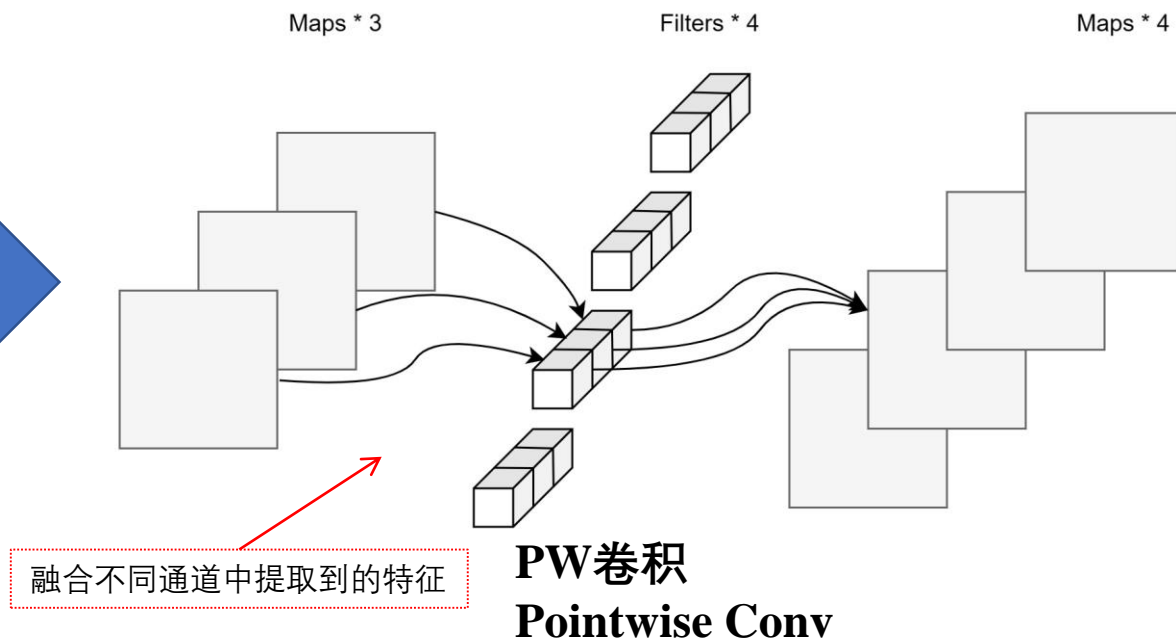 Maps * 3
Filters * 4
Maps * 4
融合不同通道中提取到的特征
PW卷积
Pointwise Conv